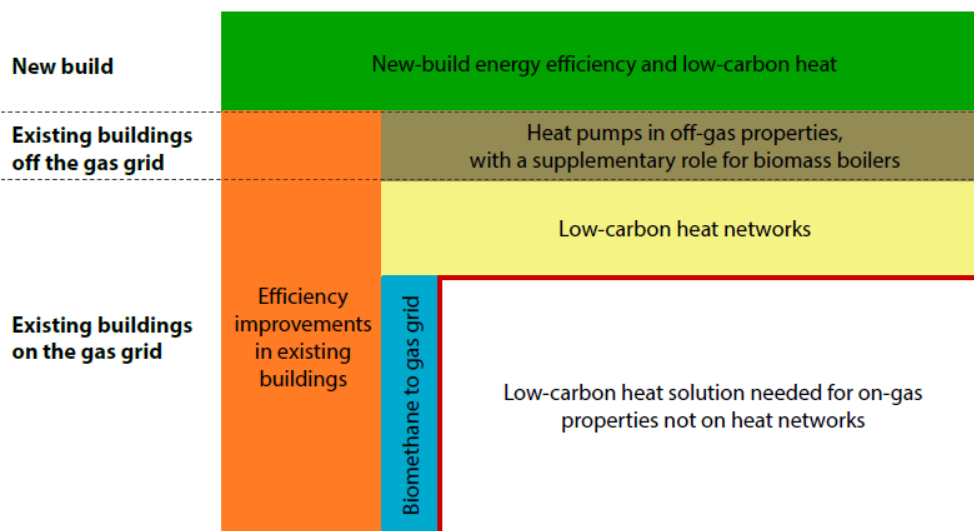 New build
New-build energy efficiency and low-carbon heat
Existing buildings
off the gas grid
Heat pumps in off-gas properties,
with a supplementary role for biomass boilers
Low-carbon heat networks
Existing buildings
on the gas grid
Efficiency
improvements
in existing
buildings
Biomethane to gas grid
Low-carbon heat solution needed for on-gas
properties not on heat networks